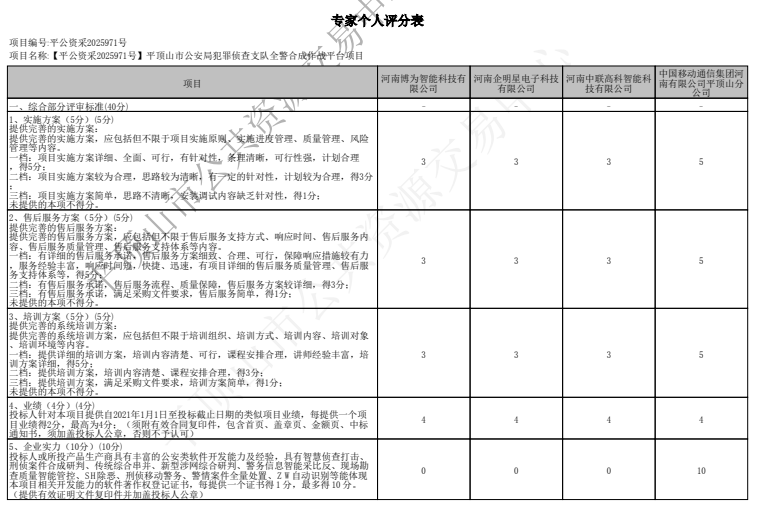 专家个人评分表
项目编号:平公资采2025971号
项目名称:【平公资采2025971号】平顶山市公安局犯罪侦查支队全警合成作战平台项目
项目
河南博为智能科技有
限公司
河南企明星电子科技
有限公司
河南中联高科智能科
技有限公司
中国移动通信集团河
南有限公司平顶山分
公司
一、综合部分评审标准(40分)
-
-
-
-
1、实施方案（5分）(5分)
提供完善的实施方案：
提供完善的实施方案，应包括但不限于项目实施原则、实施进度管理、质量管理、风险
管理等内容。
一档：项目实施方案详细、全面、可行，有针对性，条理清晰，可行性强，计划合理
，得5分；
二档：项目实施方案较为合理，思路较为清晰，有一定的针对性，计划较为合理，得3分
；
三档：项目实施方案简单，思路不清晰，安装调试内容缺乏针对性，得1分；
未提供的本项不得分。
3
3
3
5
2、售后服务方案（5分）(5分)
提供完善的售后服务方案：
提供完善的售后服务方案，应包括但不限于售后服务支持方式、响应时间、售后服务内
容、售后服务质量管理、售后服务支持体系等内容。
一档：有详细的售后服务承诺，售后服务方案细致、合理、可行，保障响应措施较有力
，服务经验丰富，响应时间短，快捷、迅速，有项目详细的售后服务质量管理、售后服
务支持体系等，得5分；
二档：有售后服务承诺，售后服务流程、质量保障，售后服务方案较详细，得3分；
三档：有售后服务承诺，满足采购文件要求，售后服务简单，得1分；
未提供的本项不得分。
3
3
3
5
3、培训方案（5分）(5分)
提供完善的系统培训方案：
提供完善的系统培训方案，应包括但不限于培训组织、培训方式、培训内容、培训对象
、培训环境等内容。
一档：提供详细的培训方案，培训内容清楚、可行，课程安排合理，讲师经验丰富，培
训方案详细，得5分；
二档：提供培训方案，培训内容清楚、课程安排合理，得3分；
三档：提供培训方案，满足采购文件要求，培训方案简单，得1分；
未提供的本项不得分。
3
3
3
5
4、业绩（4分）(4分)
投标人针对本项目提供自2021年1月1日至投标截止日期的类似项目业绩，每提供一个项
目业绩得2分，最高为4分；（须附有效合同复印件，包含首页、盖章页、金额页、中标
通知书，须加盖投标人公章，否则不予认可）
4
4
4
4
5、企业实力（10分）(10分)
投标人或所投产品生产商具有丰富的公安类软件开发能力及经验，具有智慧侦查打击、
刑侦案件合成研判、传统综合串并、新型涉网综合研判、警务信息智能采比反、现场勘
查质量智能管控、SH除恶、刑侦移动警务、警情案件全量处置、ZW自动识别等能体现
本项目相关开发能力的软件著作权登记证书，每提供一个证书得1分，最多得10分。
（提供有效证明文件复印件并加盖投标人公章）
0
0
0
10